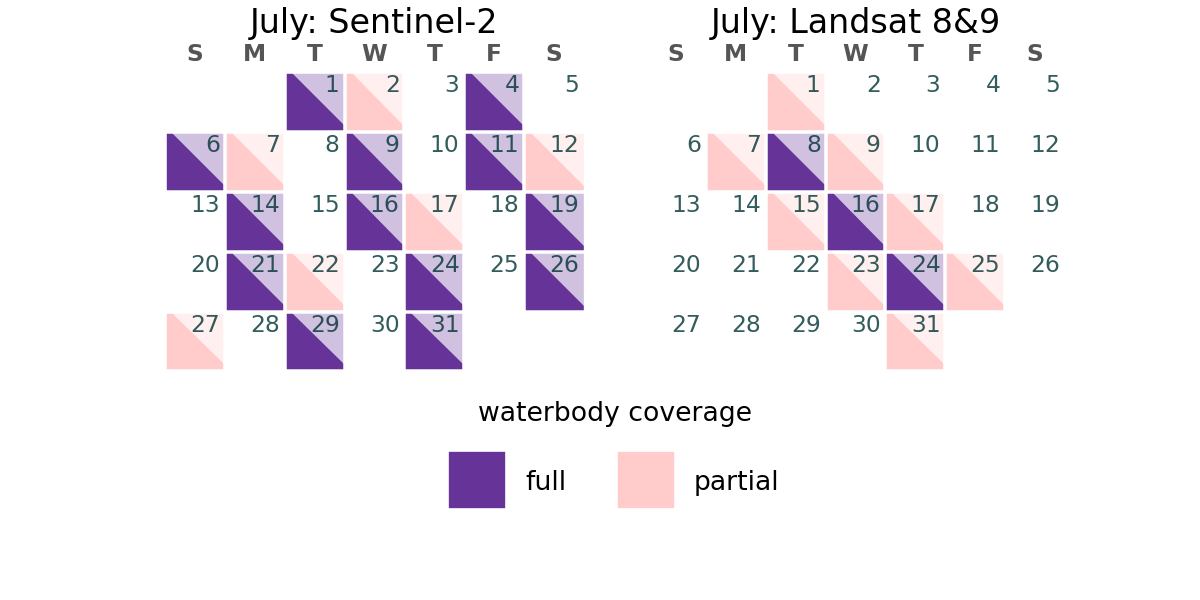 July: Sentinel-2
S M T W T F S
1 2 3 4 5
6 7 8 9 10 11 12
13 14 15 16 17 18 19
20 21 22 23 24 25 26
27 28 29 30 31
July: Landsat 8&9
S M T W T F S
1 2 3 4 5
6 7 8 9 10 11 12
13 14 15 16 17 18 19
20 21 22 23 24 25 26
27 28 29 30 31
waterbody coverage
full
partial